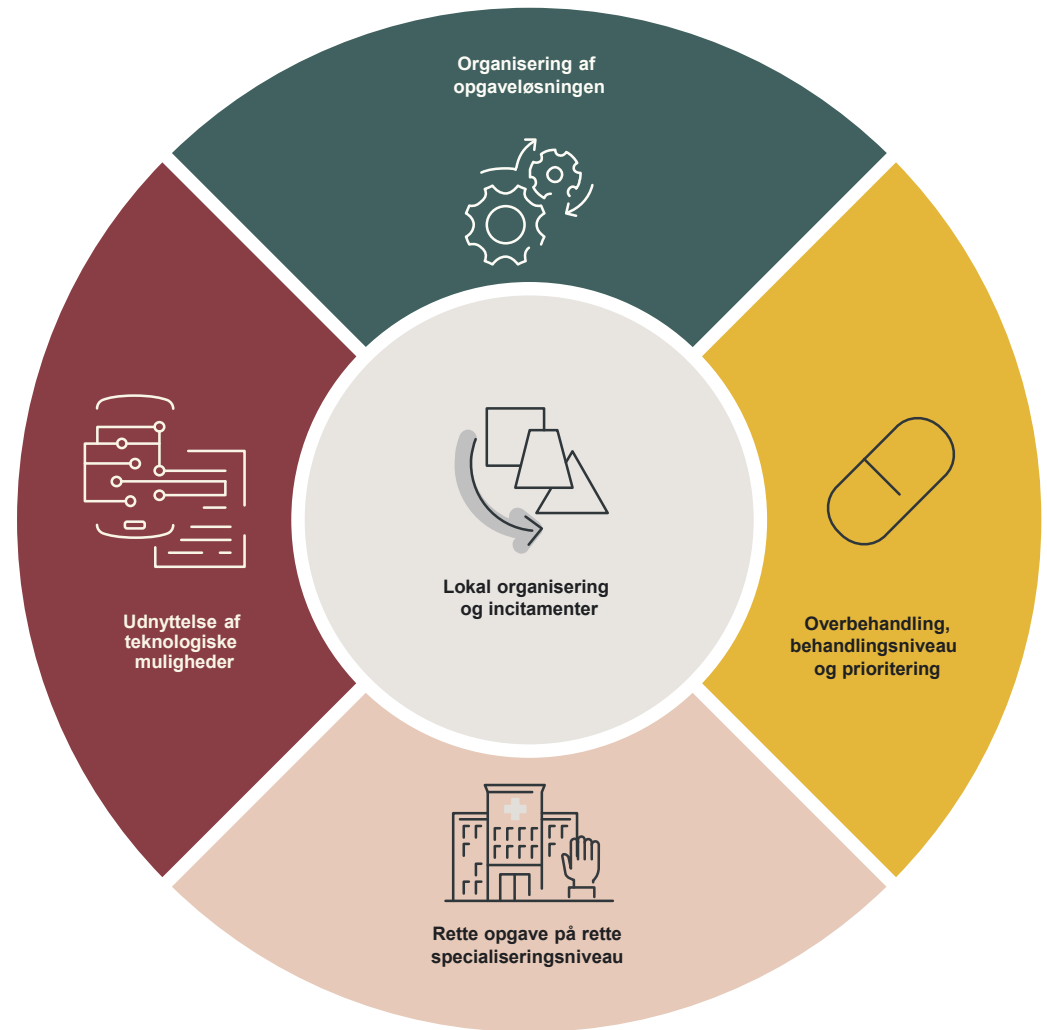 Organisering af
opgaveløsningen
Udnyttelse af
teknologiske
muligheder
Lokal organisering
og incitamenter
Overbehandling,
behandlingsniveau
og prioritering
Rette opgave på rette
specialiseringsniveau